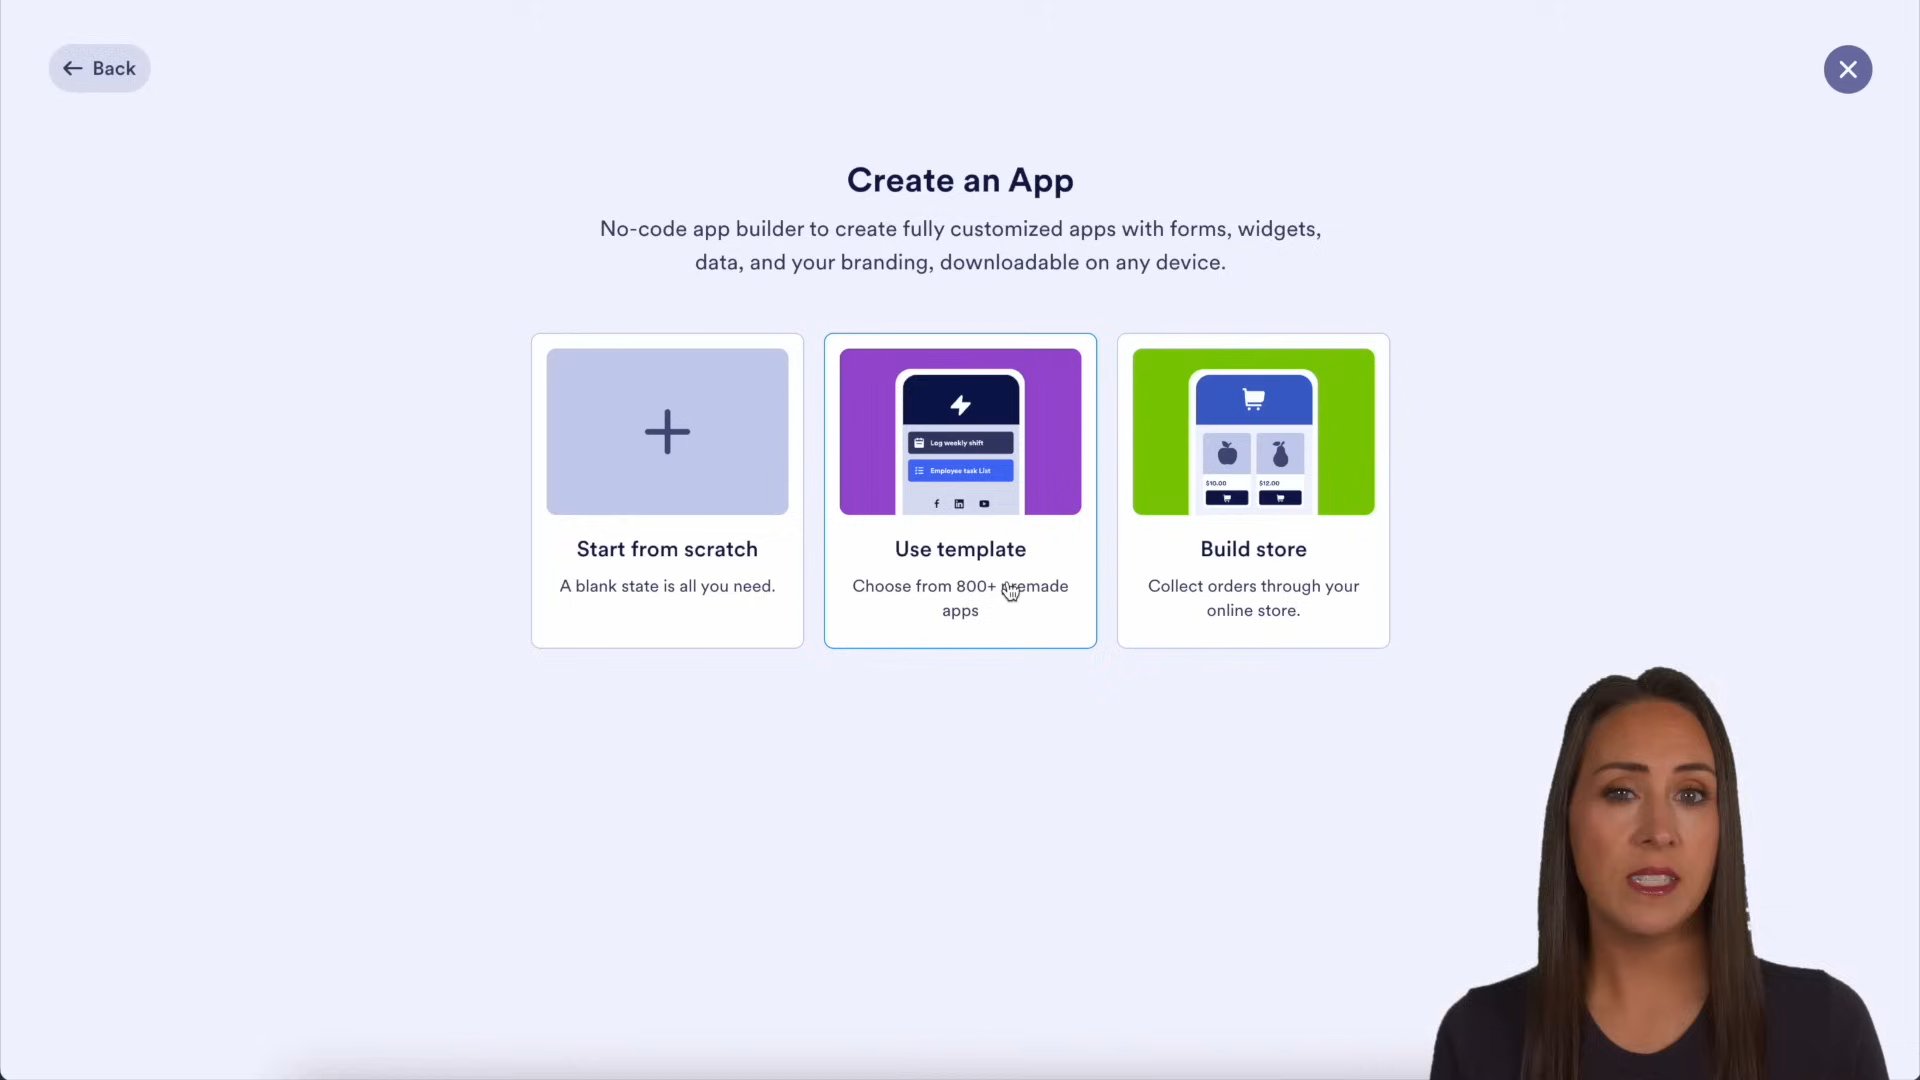 Back
Create an App
No-code app builder to create fully customized apps with forms, widgets,
data, and your branding, downloadable on any device.
Log weekly shift
Employee task List
$10.00
$12.00
Start from scratch
A blank state is all you need.
Use template
Choose from 800+ premade
apps
Build store
Collect orders through your
online store.